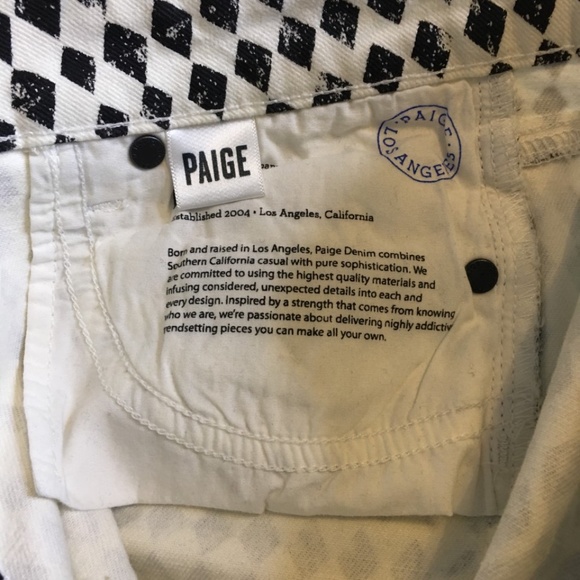 PAIGE
PAIGE
LOS ANGELES
Established 2004 • Los Angeles, California
Born and raised in Los Angeles, Paige Denim combines
Southern California casual with pure sophistication. We
are committed to using the highest quality materials and
infusing considered, unexpected details into each and
every design. Inspired by a strength that comes from knowing
who we are, we're passionate about delivering highly addictive
trendsetting pieces you can make all your own.